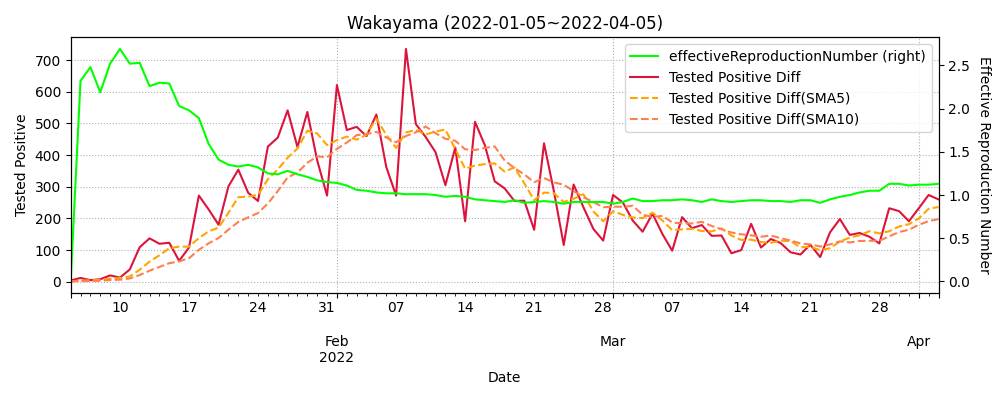 Wakayama (2022-01-05~2022-04-05)
effectiveReproductionNumber (right)
Tested Positive Diff
Tested Positive Diff(SMA5)
Tested Positive Diff(SMA10)
Tested Positive
700
600
500
400
300
200
100
0
2.5
2.0
1.5
1.0
0.5
0.0
Effective Reproduction Number
10 17 24 31 07 14 21 28 07 14 21 28
Feb Mar Apr
2022
Date